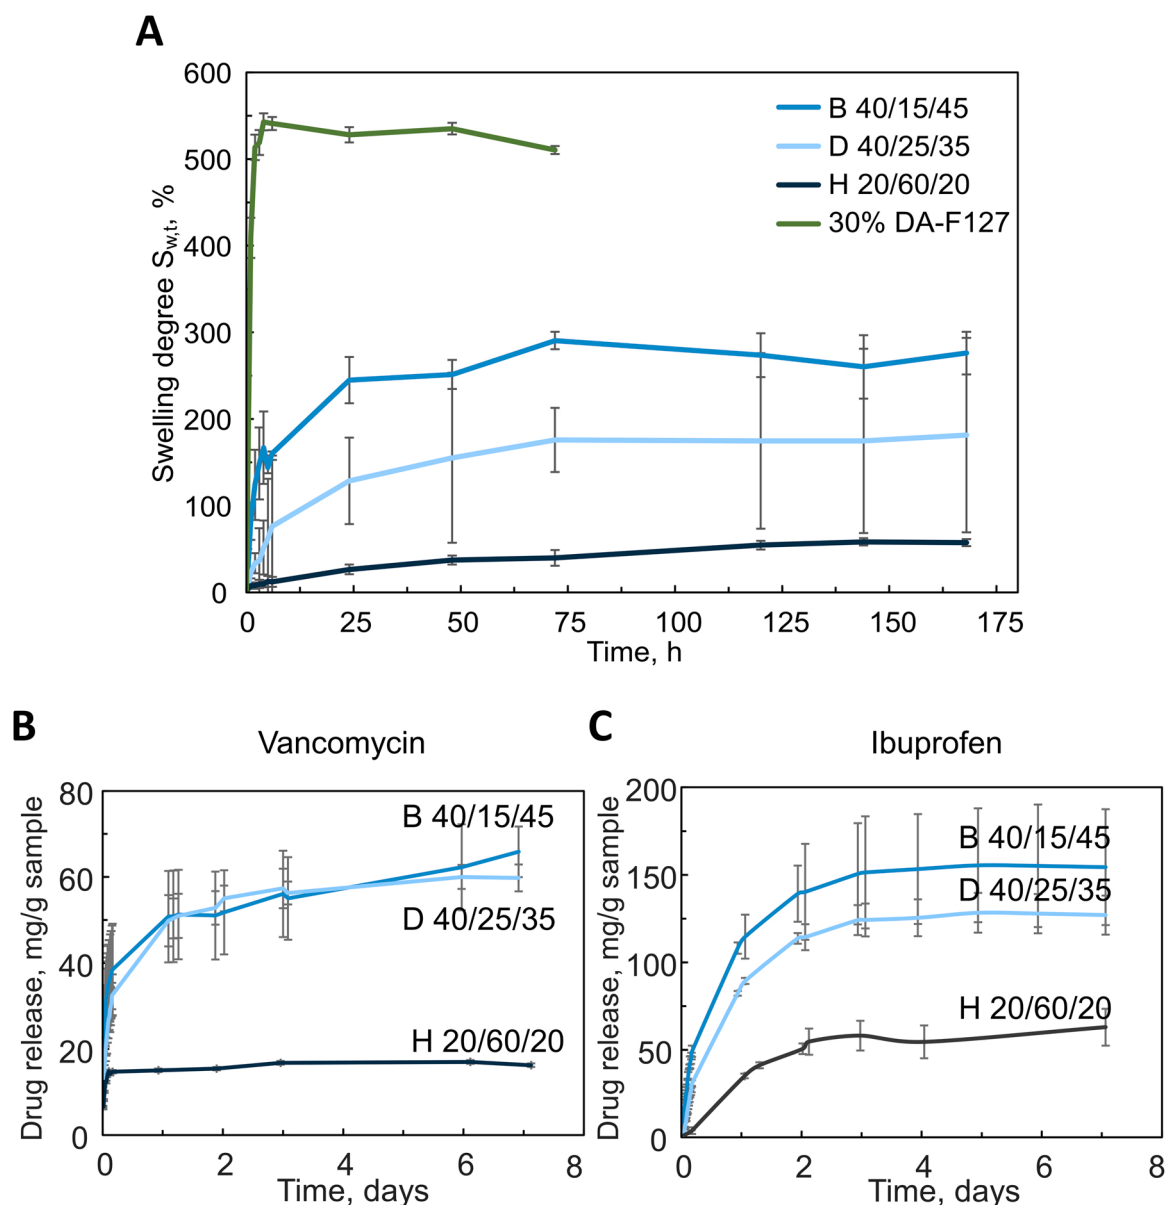 A
600
500
400
300
200
100
0
Swelling degree S_w,t, %
B 40/15/45
D 40/25/35
H 20/60/20
30% DA-F127
0 25 50 75 100 125 150 175
Time, h
B
Vancomycin
80
60
40
20
0
Drug release, mg/g sample
B 40/15/45
D 40/25/35
H 20/60/20
0 2 4 6 8
Time, days
C
Ibuprofen
200
150
100
50
0
Drug release, mg/g sample
B 40/15/45
D 40/25/35
H 20/60/20
0 2 4 6 8
Time, days